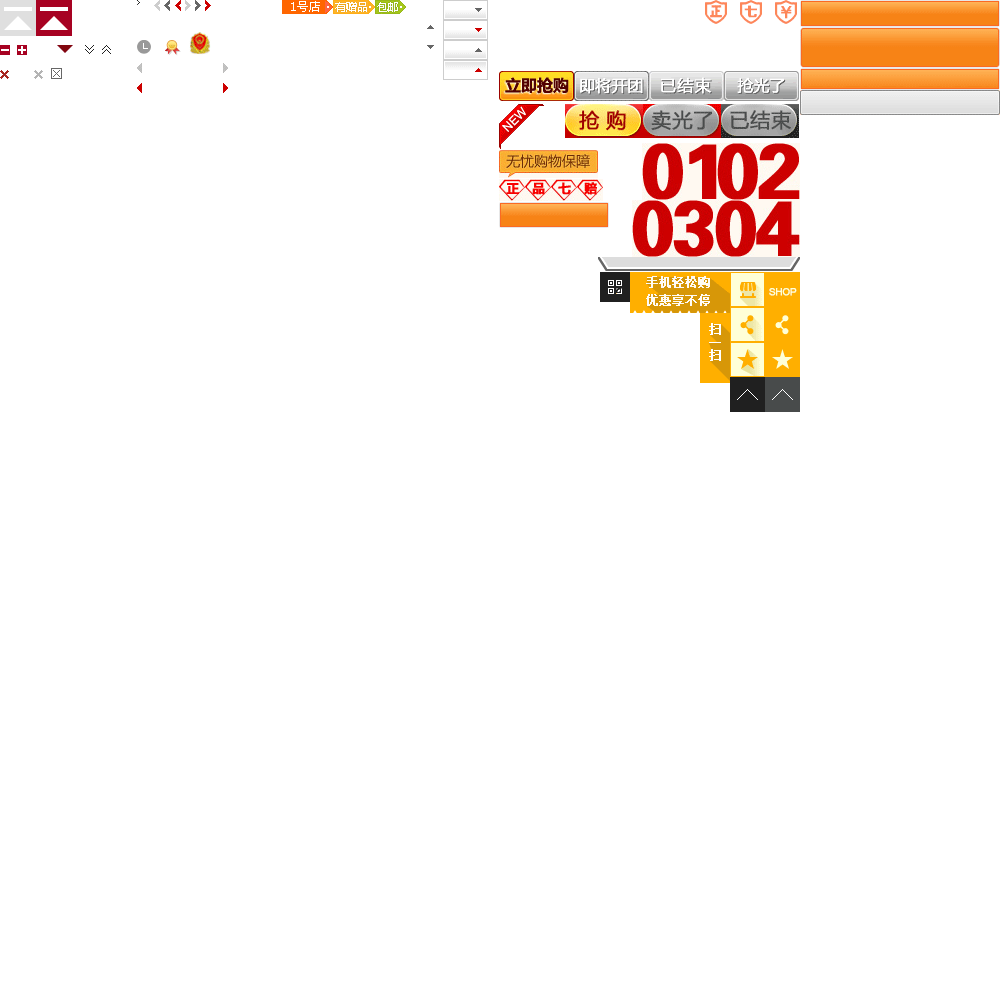 1号店 有赠品 包邮
正 七 ¥
立即抢购 即将开团 已结束 抢光了
NEW
抢购 卖光了 已结束
无忧购物保障
正品七赔
0102
0304
手机轻松购
优惠享不停
SHOP
扫一扫